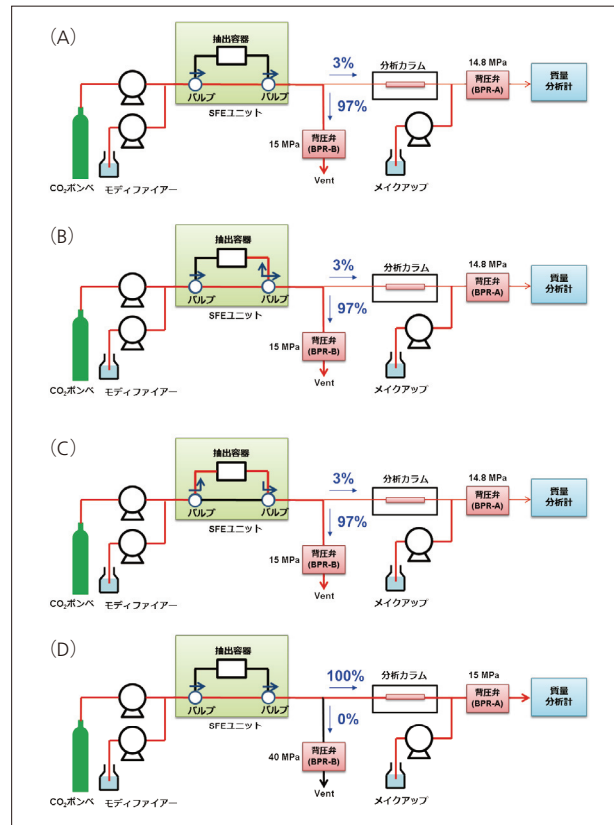 (A)
抽出容器
バルブ
バルブ
SFEユニット
3%
97%
分析カラム
14.8 MPa
背圧弁
(BPR-A)
質量
分析計
15 MPa
背圧弁
(BPR-B)
Vent
メイクアップ
CO₂ボンベ
モディファイアー
(B)
抽出容器
バルブ
バルブ
SFEユニット
3%
97%
分析カラム
14.8 MPa
背圧弁
(BPR-A)
質量
分析計
15 MPa
背圧弁
(BPR-B)
Vent
メイクアップ
CO₂ボンベ
モディファイアー
(C)
抽出容器
バルブ
バルブ
SFEユニット
3%
97%
分析カラム
14.8 MPa
背圧弁
(BPR-A)
質量
分析計
15 MPa
背圧弁
(BPR-B)
Vent
メイクアップ
CO₂ボンベ
モディファイアー
(D)
抽出容器
バルブ
バルブ
SFEユニット
100%
0%
分析カラム
15 MPa
背圧弁
(BPR-A)
質量
分析計
40 MPa
背圧弁
(BPR-B)
Vent
メイクアップ
CO₂ボンベ
モディファイアー